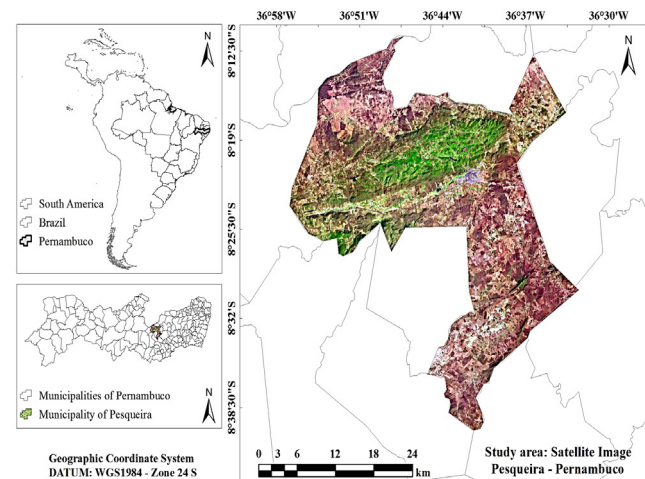 36°58'W 36°51'W 36°44'W 36°37'W 36°30'W
8°12'30"S
8°19'S
8°25'30"S
8°32'S
8°38'30"S
N
South America
Brazil
Pernambuco
Municipalities of Pernambuco
N
Municipality of Pesqueira
Geographic Coordinate System
DATUM: WGS1984 - Zone 24 S
N
0 3 6 12 18 24
km
Study area: Satellite Image
Pesqueira - Pernambuco